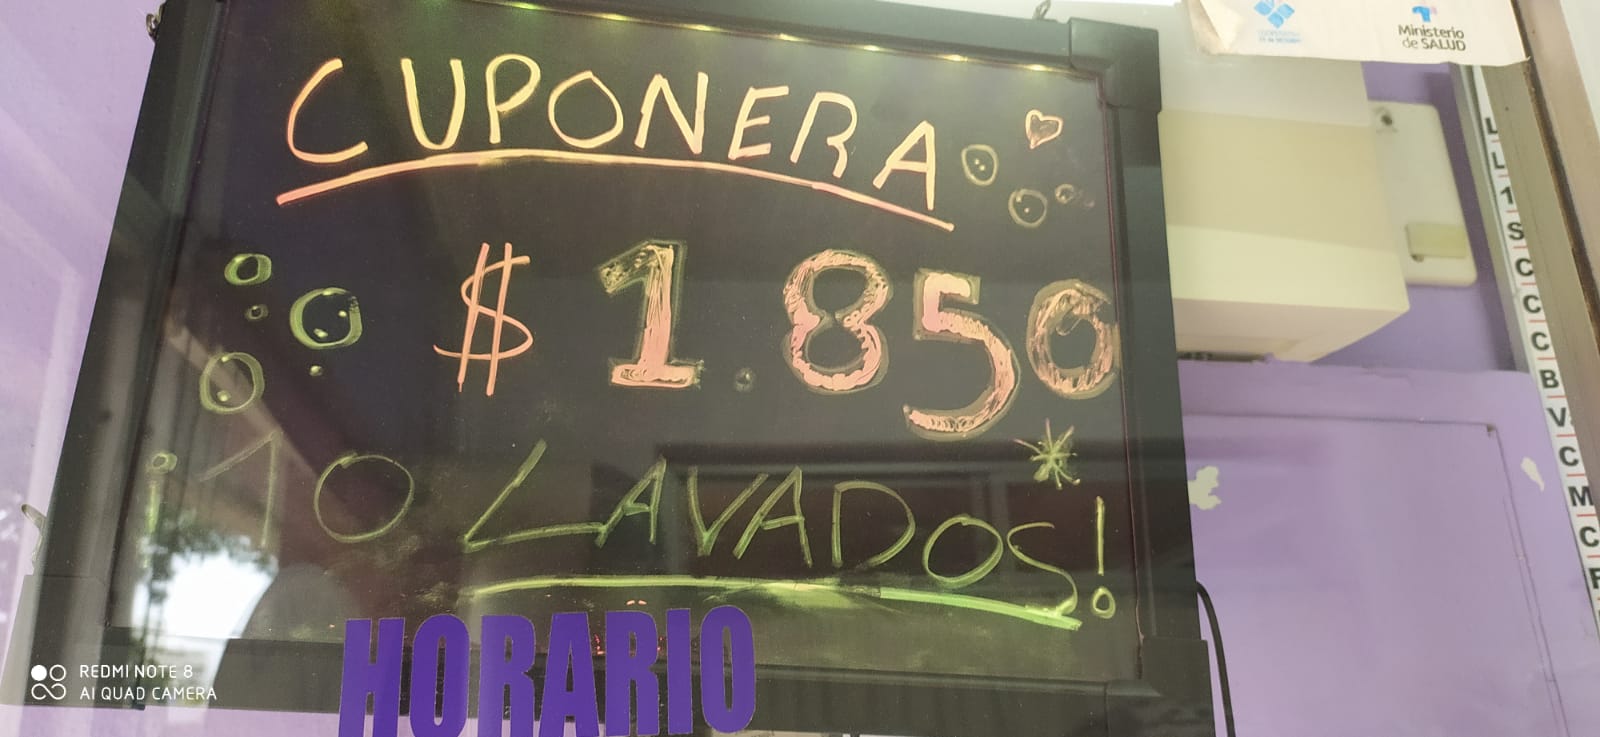 Ministerio
de SALUD
CUPONERA
$ 1.850
¡10 LAVADOS!
HORARIO
REDMI NOTE 8
AI QUAD CAMERA